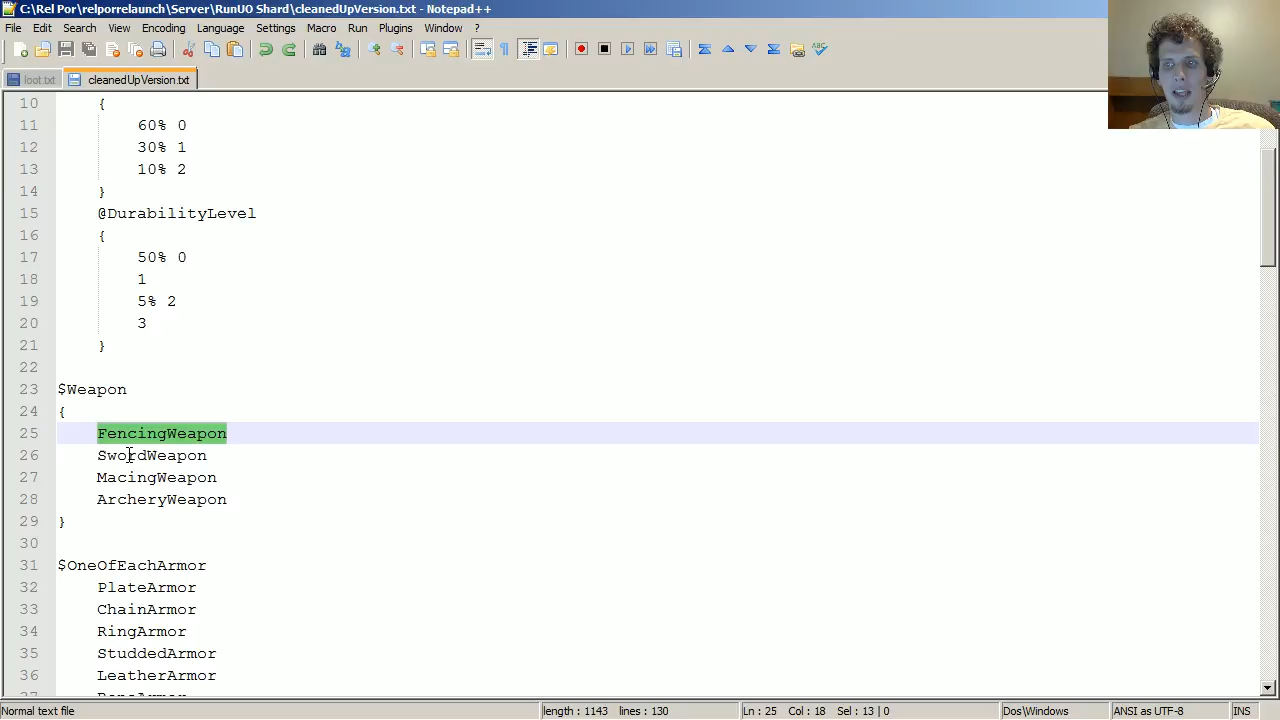 C:\Rel Por\relporrelaunch\Server\RunUO Shard\cleanedUpVersion.txt - Notepad++
File Edit Search View Encoding Language Settings Macro Run Plugins Window ?
loot.txt cleanedUpVersion.txt
10 {
11 60% 0
12 30% 1
13 10% 2
14 }
15 @DurabilityLevel
16 {
17 50% 0
18 1
19 5% 2
20 3
21 }
22
23 $Weapon
24 {
25 FencingWeapon
26 SwordWeapon
27 MacingWeapon
28 ArcheryWeapon
29 }
30
31 $OneOfEachArmor
32 PlateArmor
33 ChainArmor
34 RingArmor
35 StuddedArmor
36 LeatherArmor
Normal text file length : 1143 lines : 130 Ln : 25 Col : 18 Sel : 13 | 0 Dos\Windows ANSI as UTF-8 INS